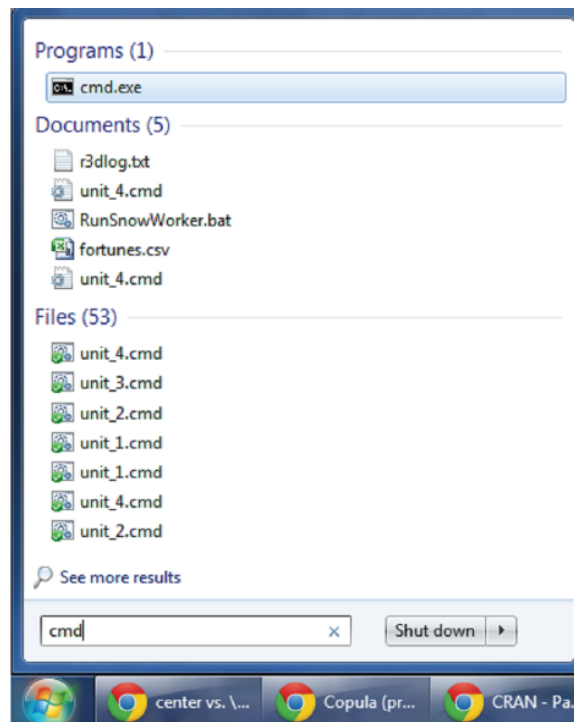 Programs (1)
cmd.exe
Documents (5)
r3dlog.txt
unit_4.cmd
RunSnowWorker.bat
fortunes.csv
unit_4.cmd
Files (53)
unit_4.cmd
unit_3.cmd
unit_2.cmd
unit_1.cmd
unit_1.cmd
unit_4.cmd
unit_2.cmd
See more results
cmd
Shut down
center vs. \... Copula (pr... CRAN - Pa..